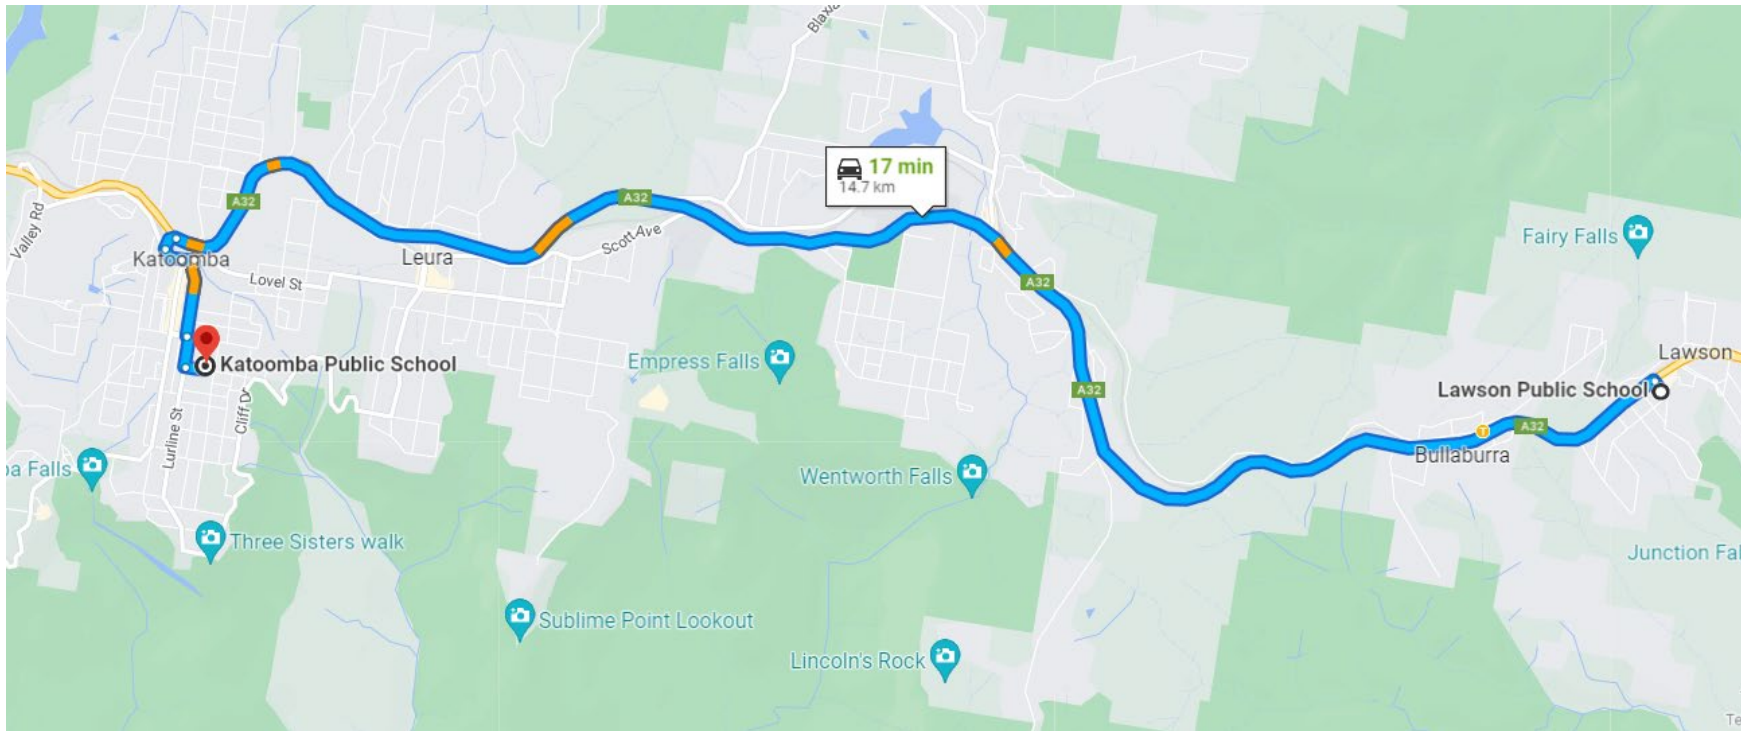 Blaxla
17 min
14.7 km
A32
A32
Valley Rd
Fairy Falls
Scott Ave
Katoomba
Leura
Lovel St
A32
Lawson
Empress Falls
Katoomba Public School
A32
Lawson Public School
Cliff Dr
Lurline St
A32
T
Bullaburra
ba Falls
Wentworth Falls
Three Sisters walk
Junction Fal
Sublime Point Lookout
Lincoln's Rock
Te